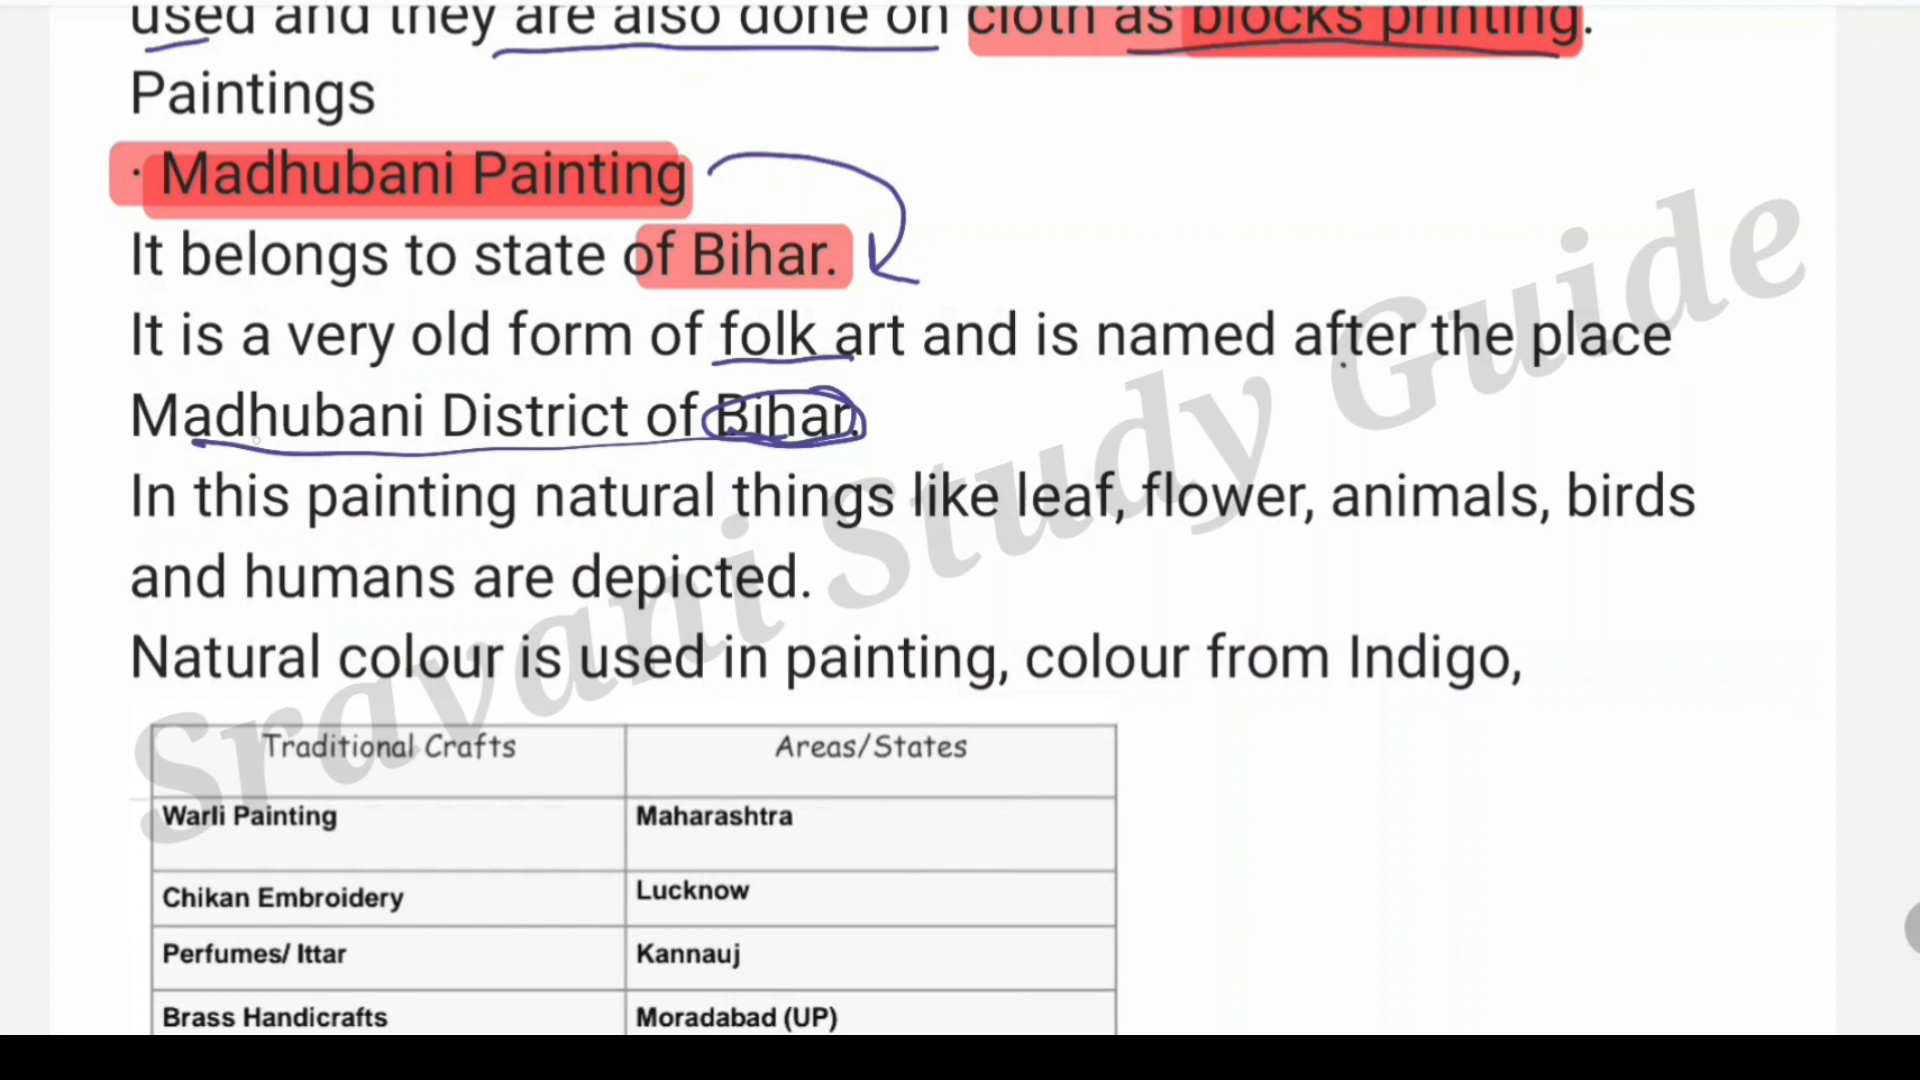 used and they are also done on cloth as blocks printing.
Paintings
· Madhubani Painting
It belongs to state of Bihar.
It is a very old form of folk art and is named after the place
Madhubani District of Bihar.
In this painting natural things like leaf, flower, animals, birds
and humans are depicted.
Natural colour is used in painting, colour from Indigo,
Traditional Crafts Areas/States
Warli Painting Maharashtra
Chikan Embroidery Lucknow
Perfumes/ Ittar Kannauj
Brass Handicrafts Moradabad (UP)
Sravani Study Guide